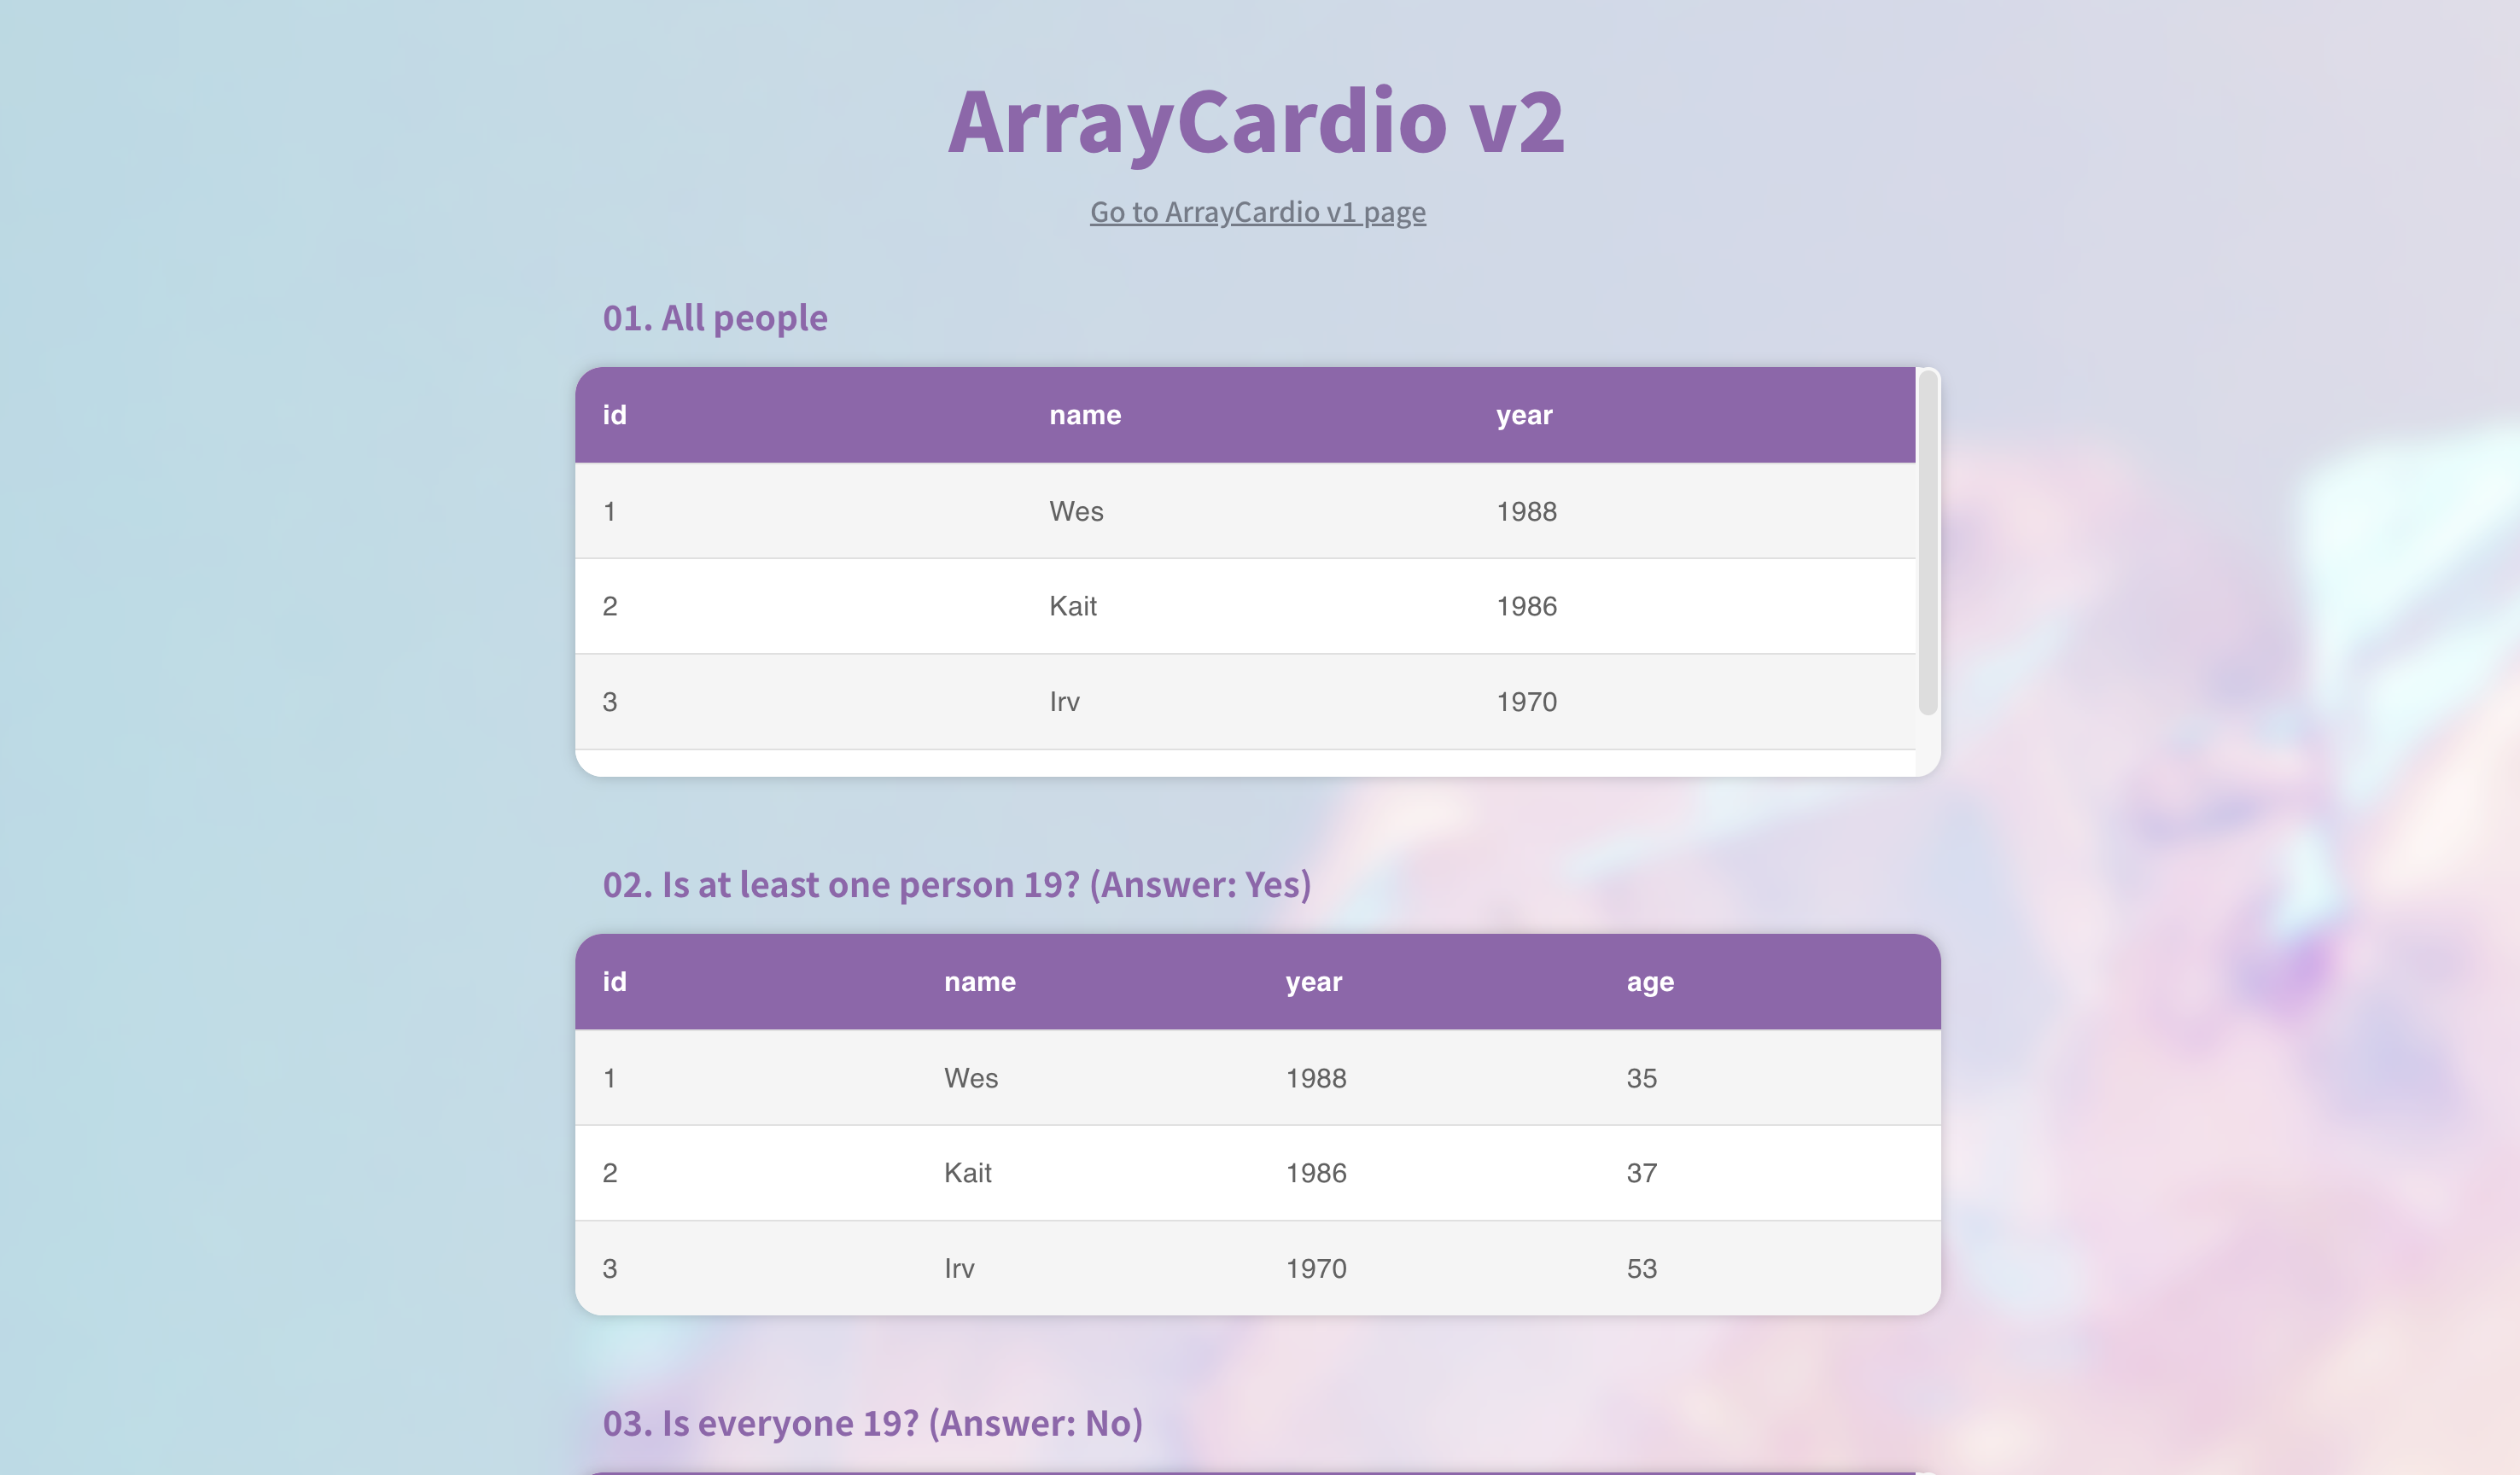 ArrayCardio v2
Go to ArrayCardio v1 page
01. All people
id name year
1 Wes 1988
2 Kait 1986
3 Irv 1970
02. Is at least one person 19? (Answer: Yes)
id name year age
1 Wes 1988 35
2 Kait 1986 37
3 Irv 1970 53
03. Is everyone 19? (Answer: No)